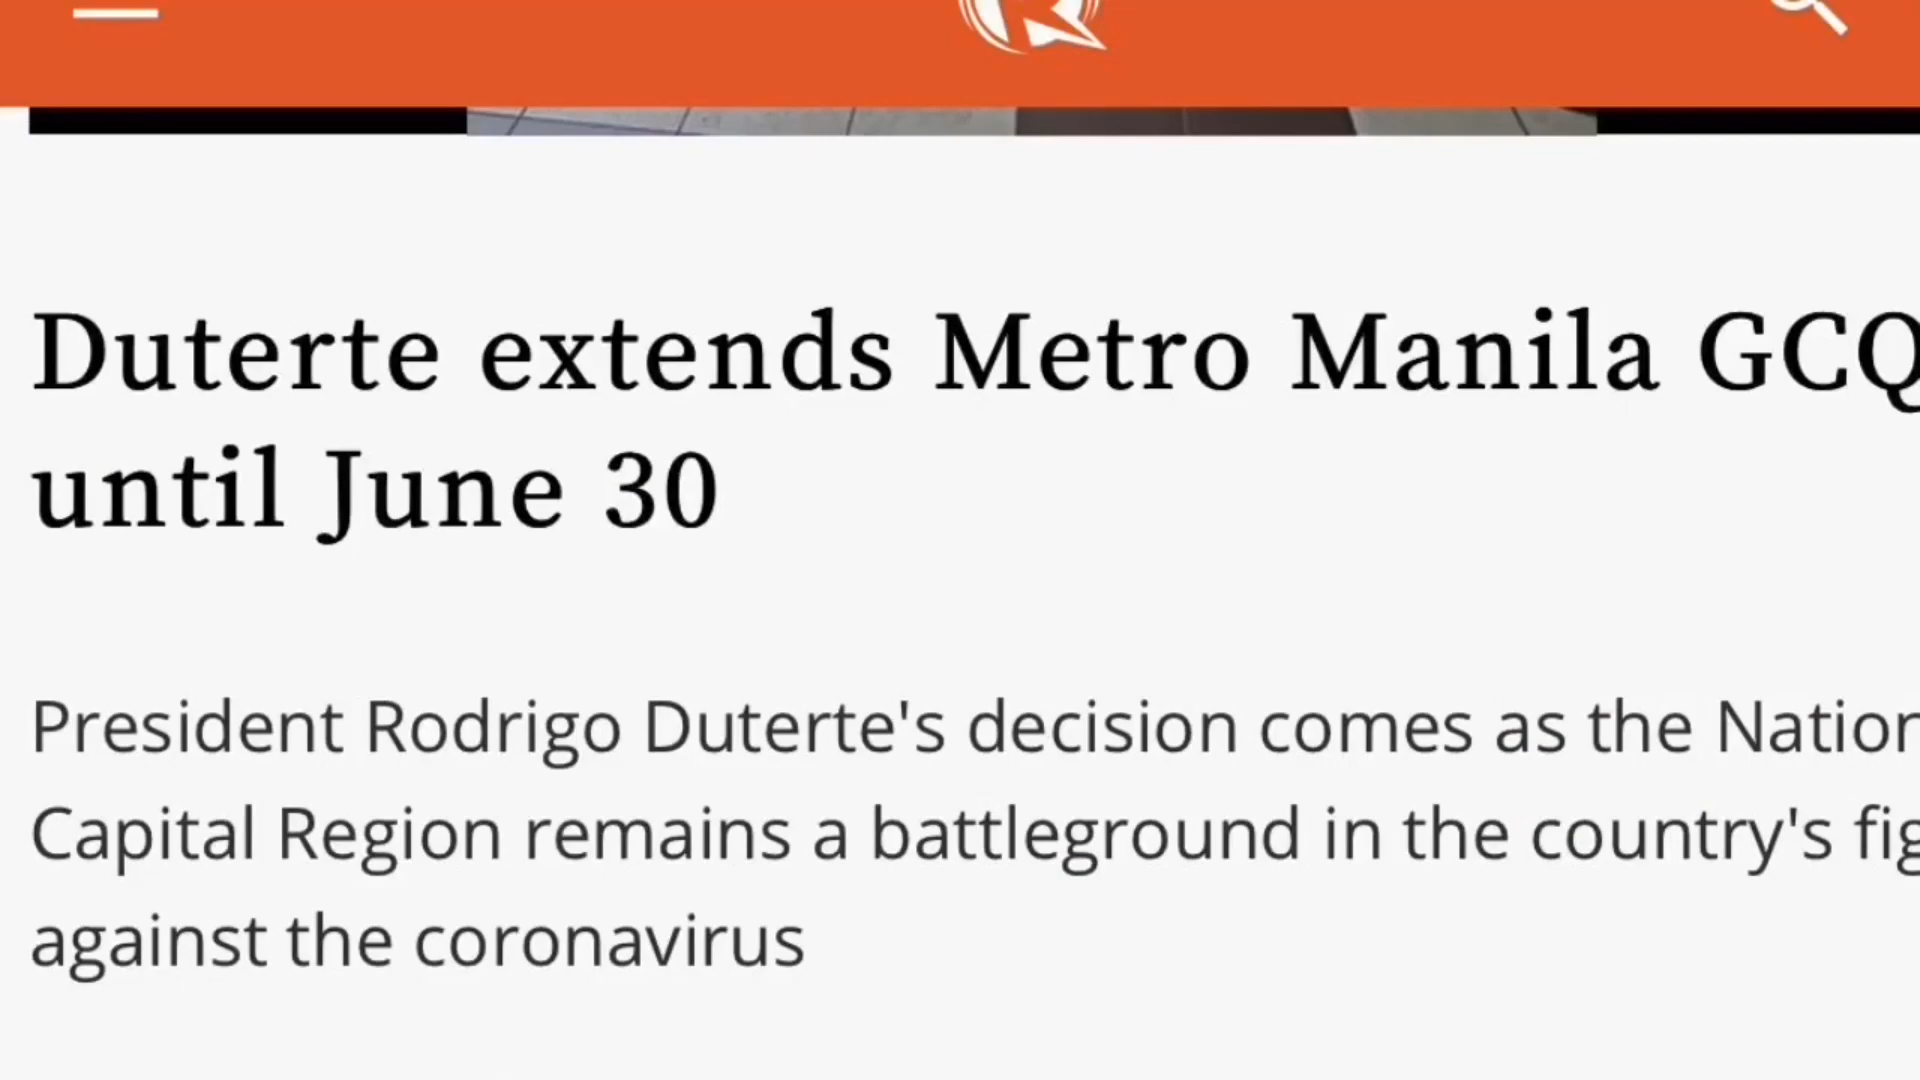 Duterte extends Metro Manila GCQ
until June 30
President Rodrigo Duterte's decision comes as the
Capital Region remains a battleground in the country's
against the coronavirus